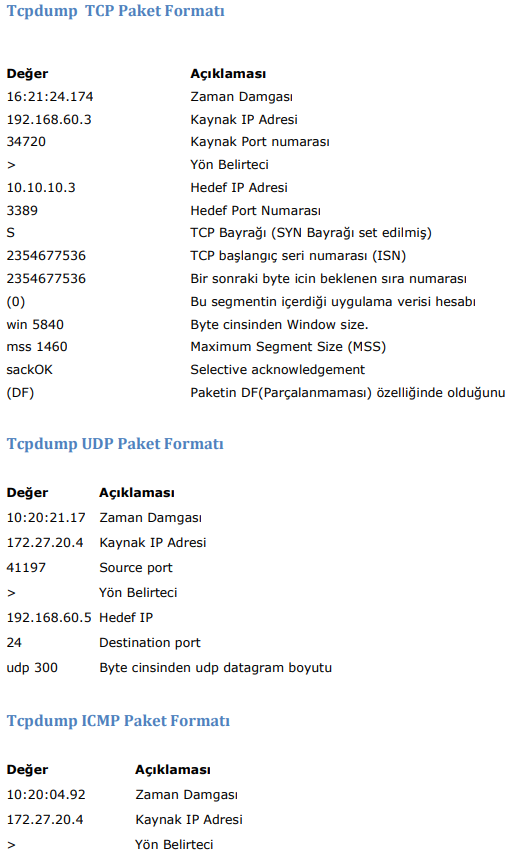 Tcpdump TCP Paket Formatı
Değer Açıklaması
16:21:24.174 Zaman Damgası
192.168.60.3 Kaynak IP Adresi
34720 Kaynak Port numarası
> Yön Belirteci
10.10.10.3 Hedef IP Adresi
3389 Hedef Port Numarası
S TCP Bayrağı (SYN Bayrağı set edilmiş)
2354677536 TCP başlangıç seri numarası (ISN)
2354677536 Bir sonraki byte icin beklenen sıra numarası
(0) Bu segmentin içerdiği uygulama verisi hesabı
win 5840 Byte cinsinden Window size.
mss 1460 Maximum Segment Size (MSS)
sackOK Selective acknowledgement
(DF) Paketin DF(Parçalanmaması) özelliğinde olduğunu
Tcpdump UDP Paket Formatı
Değer Açıklaması
10:20:21.17 Zaman Damgası
172.27.20.4 Kaynak IP Adresi
41197 Source port
> Yön Belirteci
192.168.60.5 Hedef IP
24 Destination port
udp 300 Byte cinsinden udp datagram boyutu
Tcpdump ICMP Paket Formatı
Değer Açıklaması
10:20:04.92 Zaman Damgası
172.27.20.4 Kaynak IP Adresi
> Yön Belirteci